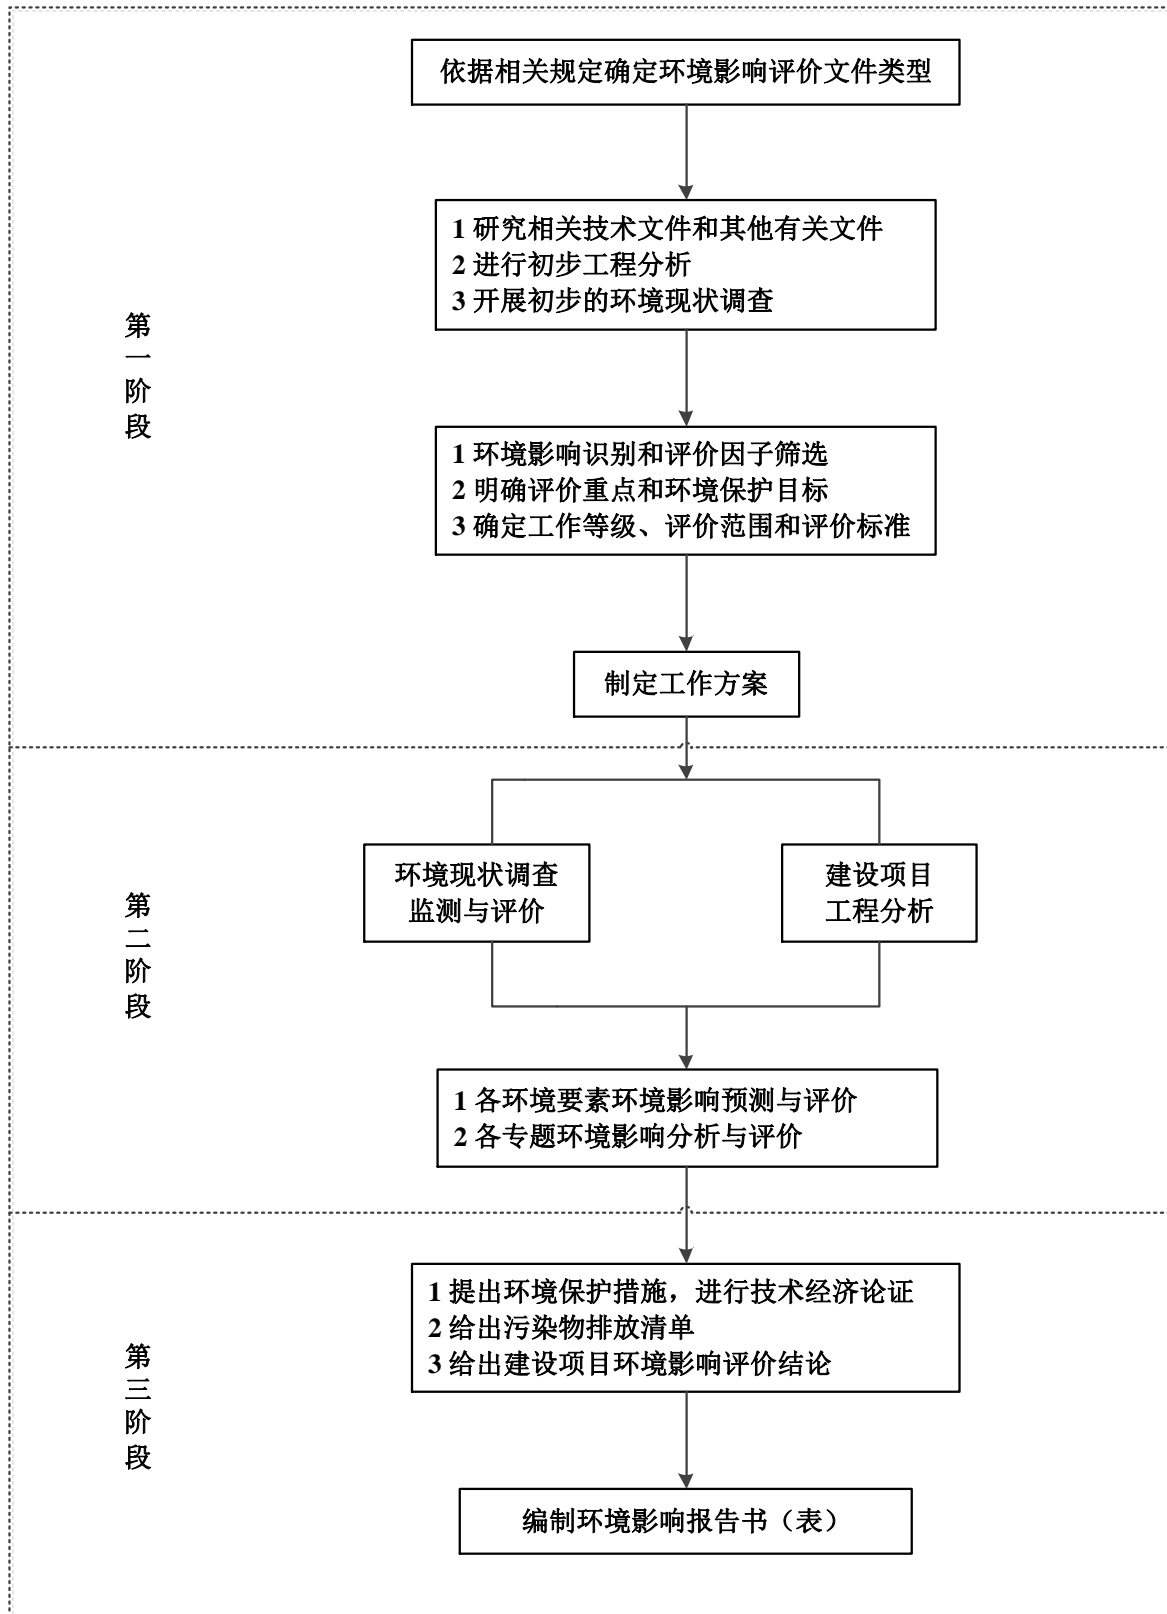 依据相关规定确定环境影响评价文件类型
1 研究相关技术文件和其他有关文件
2 进行初步工程分析
3 开展初步的环境现状调查
第
一
阶
段
1 环境影响识别和评价因子筛选
2 明确评价重点和环境保护目标
3 确定工作等级、评价范围和评价标准
制定工作方案
环境现状调查
监测与评价
建设项目
工程分析
第
二
阶
段
1 各环境要素环境影响预测与评价
2 各专题环境影响分析与评价
1 提出环境保护措施，进行技术经济论证
2 给出污染物排放清单
3 给出建设项目环境影响评价结论
第
三
阶
段
编制环境影响报告书（表）